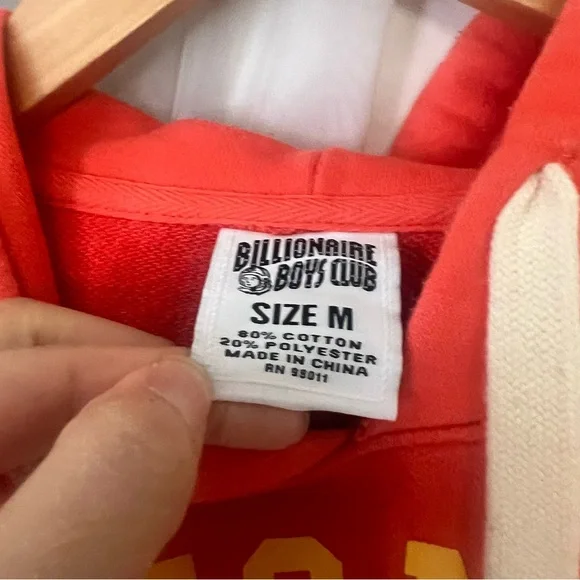 BILLIONAIRE
BOYS CLUB
SIZE M
80% COTTON
20% POLYESTER
MADE IN CHINA
RN 99011